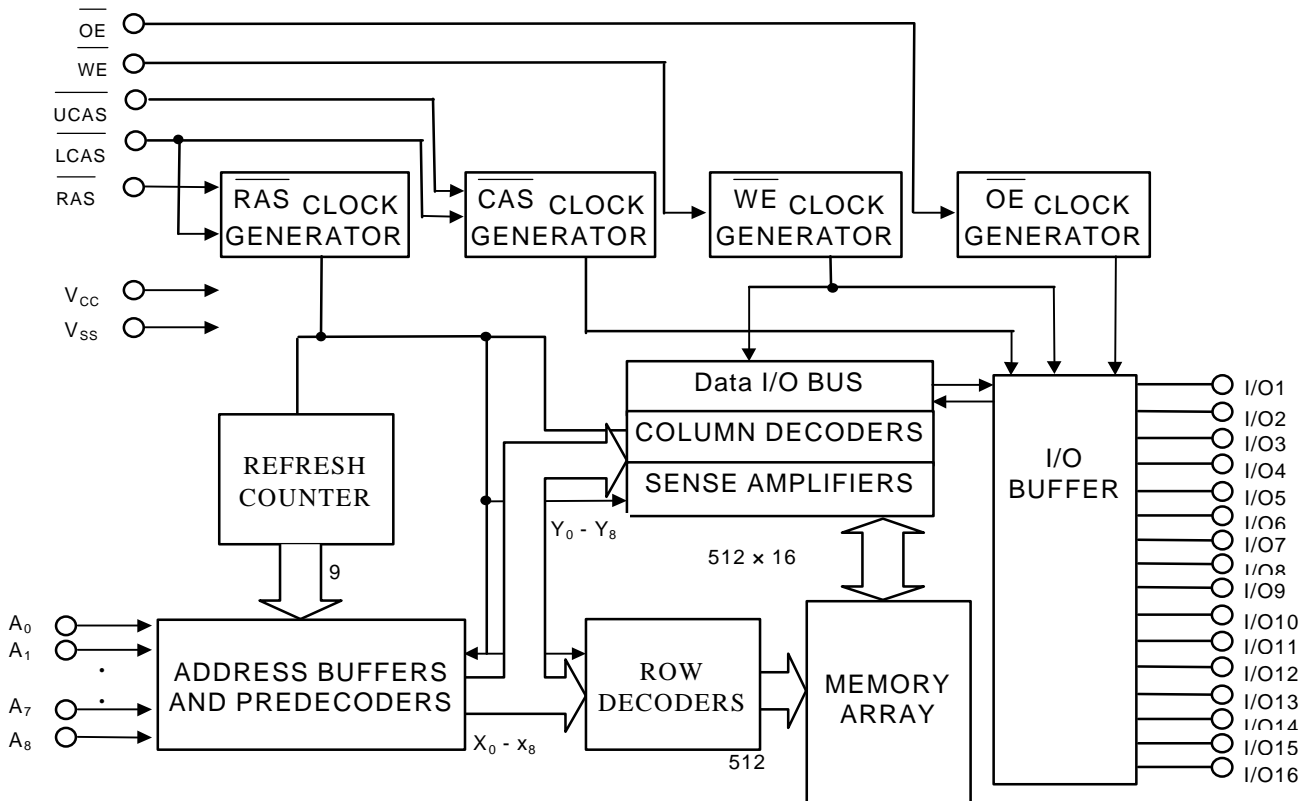 OE
WE
UCAS
LCAS
RAS
RAS CLOCK
GENERATOR
CAS CLOCK
GENERATOR
WE CLOCK
GENERATOR
OE CLOCK
GENERATOR
VCC
VSS
Data I/O BUS
COLUMN DECODERS
SENSE AMPLIFIERS
REFRESH
COUNTER
I/O
BUFFER
I/O1
I/O2
I/O3
I/O4
I/O5
I/O6
I/O7
I/O8
I/O9
I/O10
I/O11
I/O12
I/O13
I/O14
I/O15
I/O16
Y0 - Y8
512 × 16
9
A0
A1
.
.
A7
A8
ADDRESS BUFFERS
AND PREDECODERS
ROW
DECODERS
MEMORY
ARRAY
X0 - x8
512